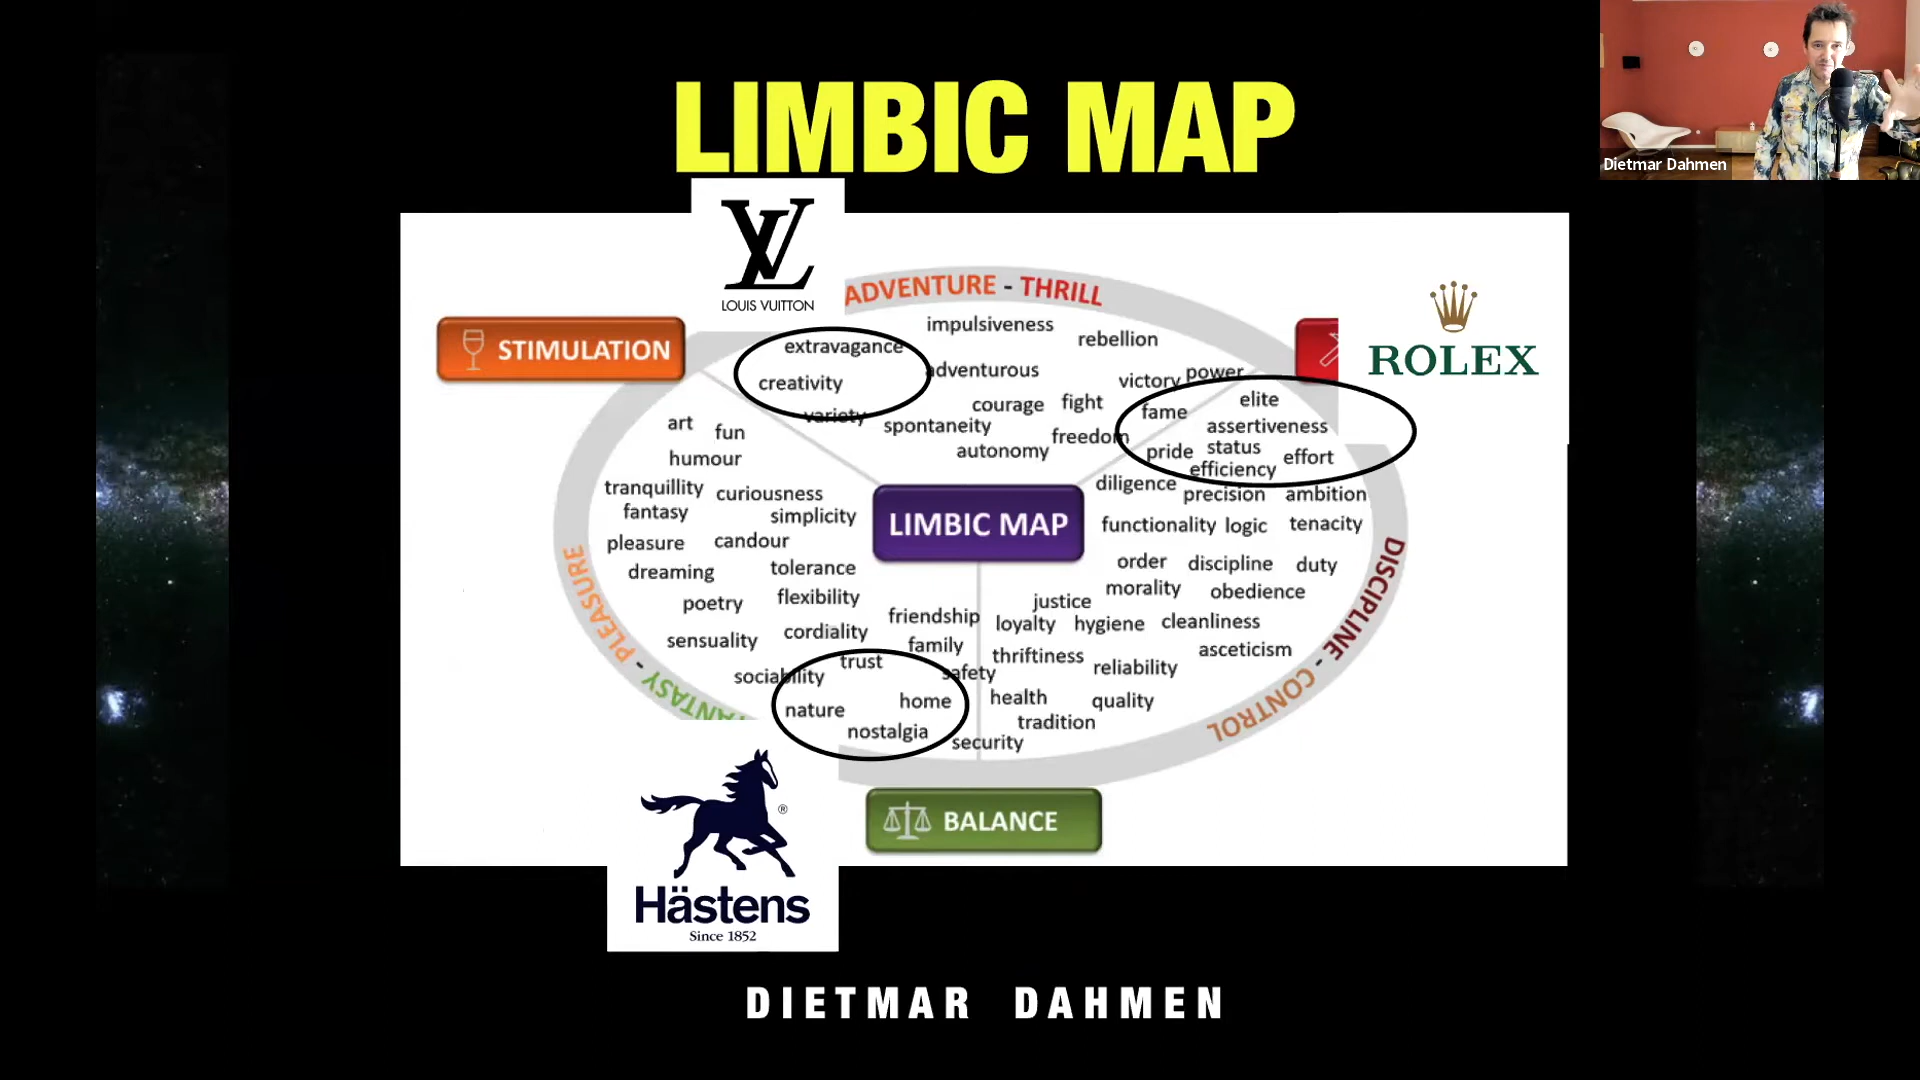 LIMBIC MAP
Dietmar Dahmen
LV
LOUIS VUITTON
ADVENTURE - THRILL
ROLEX
STIMULATION
impulsiveness
rebellion
extravagance
adventurous
creativity
victory power
variety
courage fight
spontaneity
freedom
autonomy
fame
elite
assertiveness
pride status effort
efficiency
art
fun
humour
tranquillity curiousness
fantasy
simplicity
pleasure candour
dreaming
tolerance
poetry
flexibility
sensuality
cordiality
friendship
family
sociability
trust
safety
nature
home
nostalgia
security
LIMBIC MAP
diligence
precision ambition
functionality logic tenacity
order discipline duty
morality obedience
justice
loyalty hygiene cleanliness
asceticism
thriftiness
reliability
health
quality
tradition
DISCIPLINE - CONTROL
FANTASY - PLEASURE
BALANCE
®
Hästens
Since 1852
DIETMAR DAHMEN